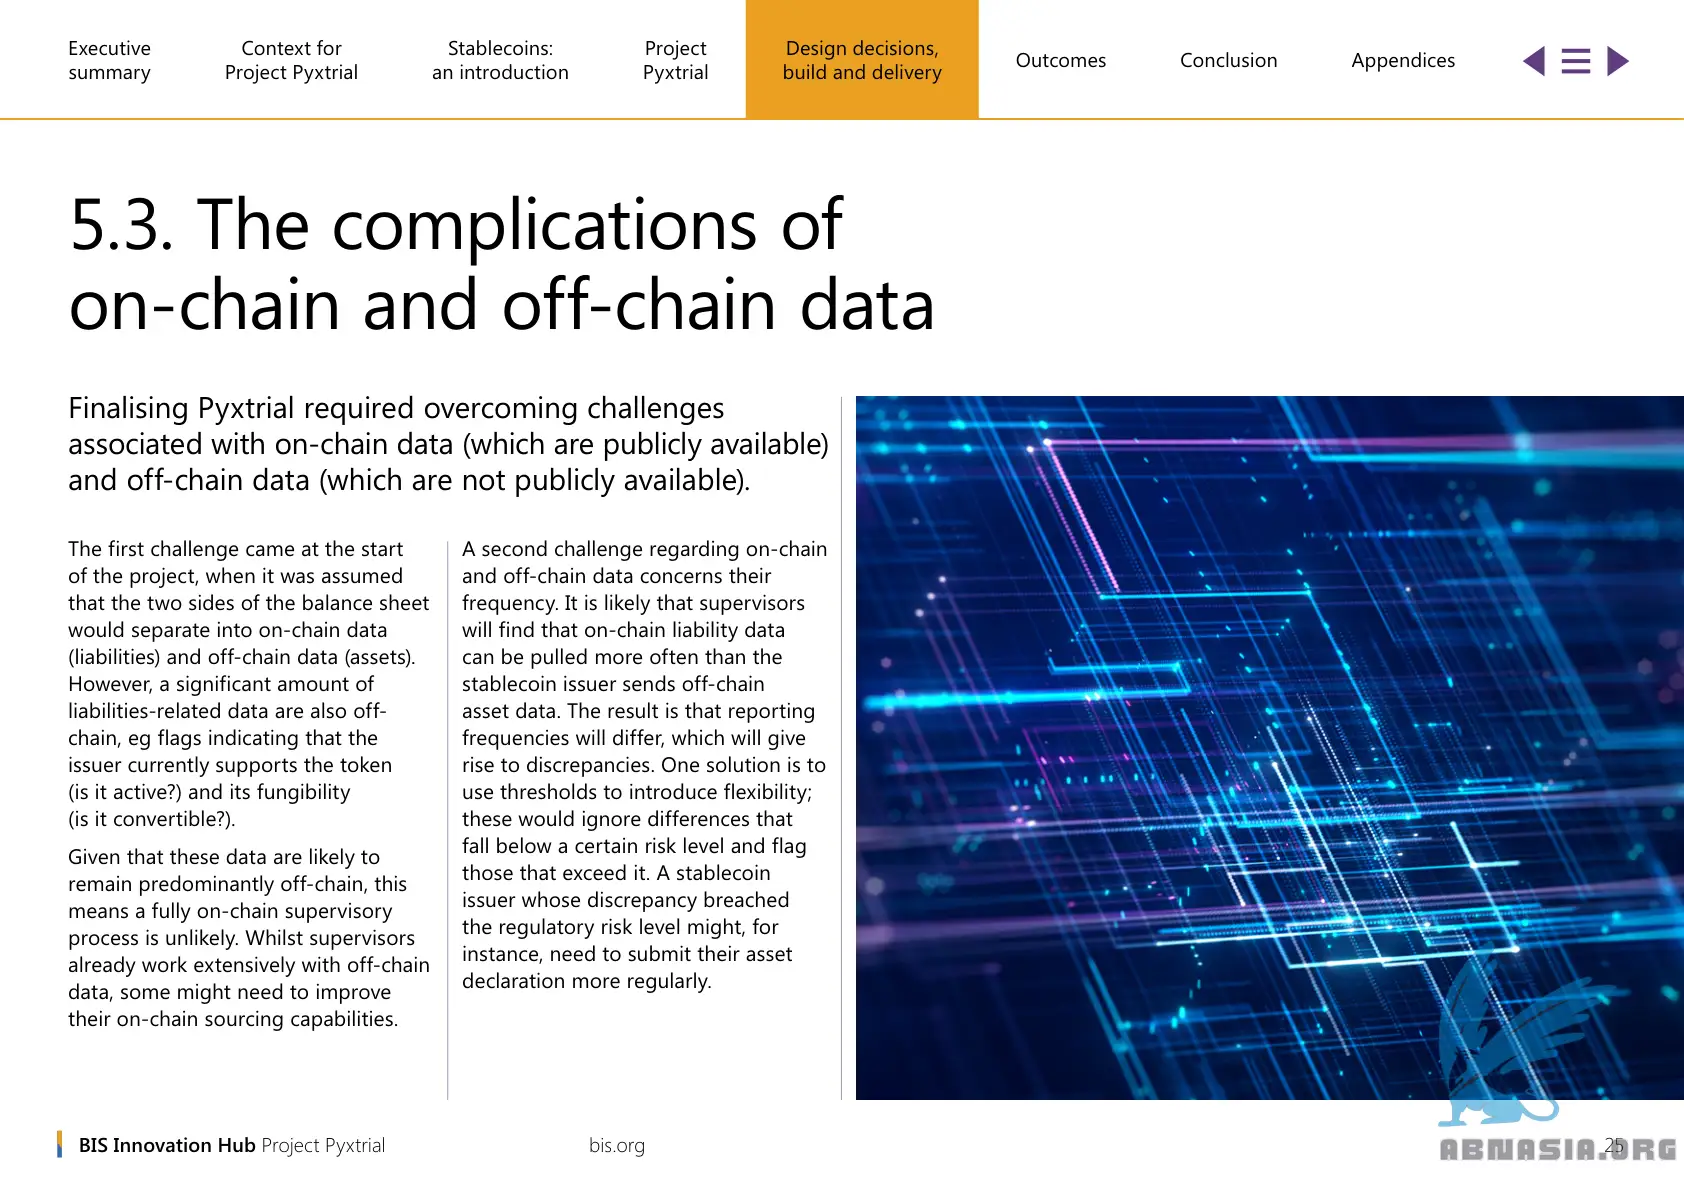 Executive
summary
Context for
Project Pyxtrial
Stablecoins:
an introduction
Project
Pyxtrial
Design decisions,
build and delivery
Outcomes
Conclusion
Appendices
5.3. The complications of
on-chain and off-chain data
Finalising Pyxtrial required overcoming challenges
associated with on-chain data (which are publicly available)
and off-chain data (which are not publicly available).
The first challenge came at the start
of the project, when it was assumed
that the two sides of the balance sheet
would separate into on-chain data
(liabilities) and off-chain data (assets).
However, a significant amount of
liabilities-related data are also off-
chain, eg flags indicating that the
issuer currently supports the token
(is it active?) and its fungibility
(is it convertible?).
Given that these data are likely to
remain predominantly off-chain, this
means a fully on-chain supervisory
process is unlikely. Whilst supervisors
already work extensively with off-chain
data, some might need to improve
their on-chain sourcing capabilities.
A second challenge regarding on-chain
and off-chain data concerns their
frequency. It is likely that supervisors
will find that on-chain liability data
can be pulled more often than the
stablecoin issuer sends off-chain
asset data. The result is that reporting
frequencies will differ, which will give
rise to discrepancies. One solution is to
use thresholds to introduce flexibility;
these would ignore differences that
fall below a certain risk level and flag
those that exceed it. A stablecoin
issuer whose discrepancy breached
the regulatory risk level might, for
instance, need to submit their asset
declaration more regularly.
BIS Innovation Hub Project Pyxtrial
bis.org
25
ABNASIA.ORG